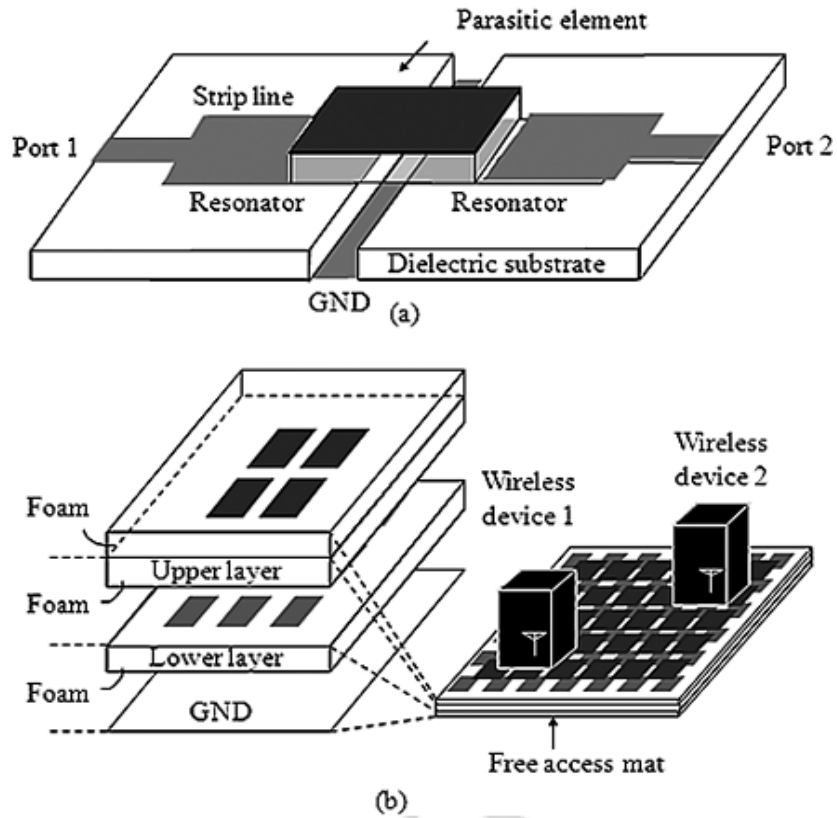 Parasitic element
Strip line
Port 1
Port 2
Resonator
Resonator
Dielectric substrate
GND
(a)
Wireless
device 2
Wireless
device 1
Foam
Upper layer
Foam
Lower layer
Foam
GND
Free access mat
(b)